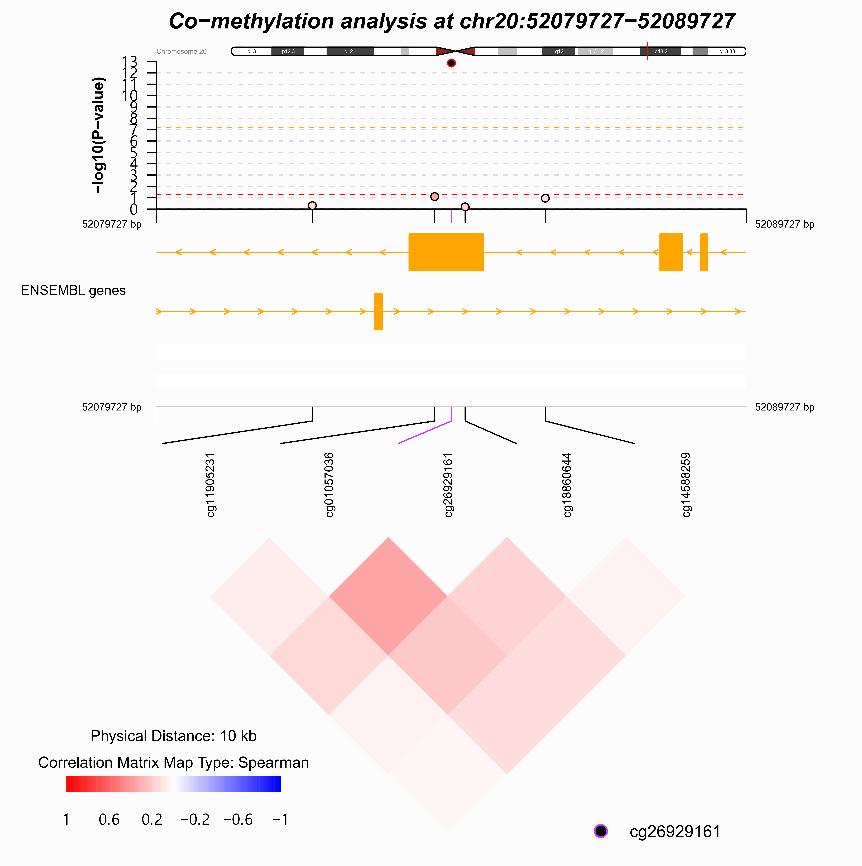 Co−methylation analysis at chr20:52079727−52089727
Chromosome 20
13
12
11
10
9
8
7
6
5
4
3
2
1
0
−log10(P−value)
52079727 bp
52089727 bp
ENSEMBL genes
52079727 bp
52089727 bp
cg11905231
cg01057036
cg26929161
cg18860644
cg14588259
Physical Distance: 10 kb
Correlation Matrix Map Type: Spearman
1 0.6 0.2 −0.2 −0.6 −1
cg26929161